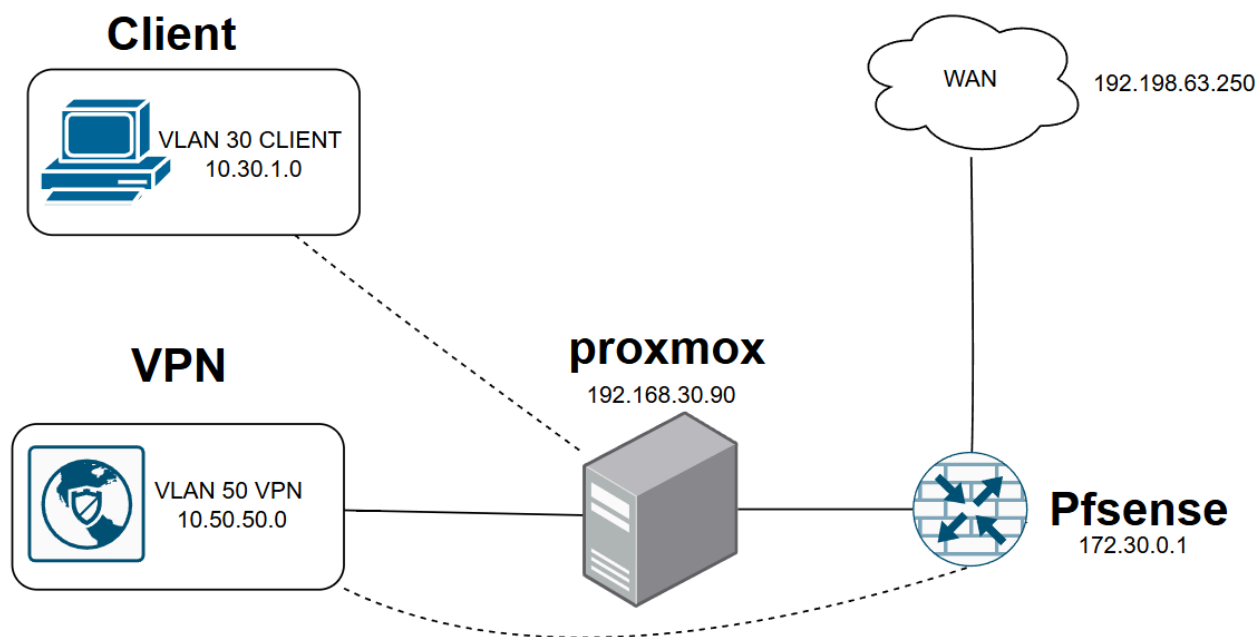 Client
VLAN 30 CLIENT
10.30.1.0
WAN
192.198.63.250
VPN
VLAN 50 VPN
10.50.50.0
proxmox
192.168.30.90
Pfsense
172.30.0.1